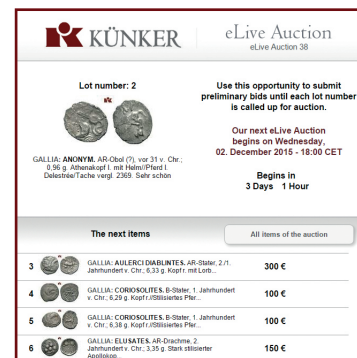 KÜNKER
eLive Auction
eLive Auction 38
Lot number: 2
GALLIA: ANONYM. AR-Obol (?), vor 31 v. Chr.;
0,96 g. Athenakopf l. mit Helm//Pferd l.
Delestrée/Tache vergl. 2369. Sehr schön
Use this opportunity to submit
preliminary bids until each lot number
is called up for auction.
Our next eLive Auction
begins on Wednesday,
02. December 2015 - 18:00 CET
Begins in
3 Days 1 Hour
The next items
All items of the auction
3 GALLIA: AULERCI DIABLINTES. AR-Stater, 2./1. 300 €
Jahrhundert v. Chr.; 6,33 g. Kopf r. mit Lorb...
4 GALLIA: CORIOSOLITES. B-Stater, 1. Jahrhundert 100 €
v. Chr.; 6,29 g. Kopf r.//Stilisiertes Pfer...
5 GALLIA: CORIOSOLITES. B-Stater, 1. Jahrhundert 100 €
v. Chr.; 6,38 g. Kopf r.//Stilisiertes Pfer...
6 GALLIA: ELUSATES. AR-Drachme, 2. 150 €
Jahrhundert v. Chr.; 3,35 g. Stark stilisierter
Apollokop...